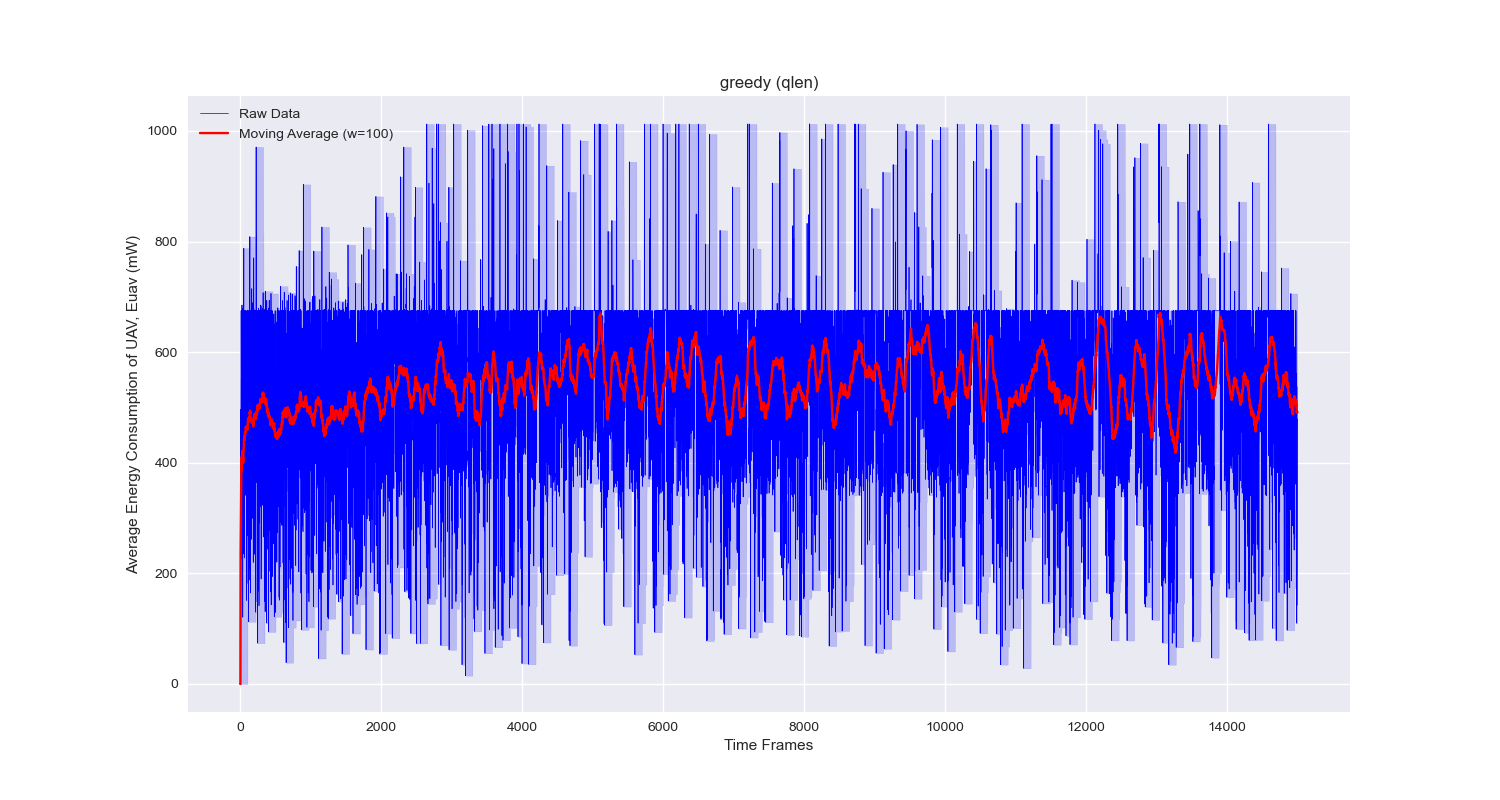 greedy (qlen)
Raw Data
Moving Average (w=100)
Average Energy Consumption of UAV, Euav (mW)
1000
800
600
400
200
0
0 2000 4000 6000 8000 10000 12000 14000
Time Frames